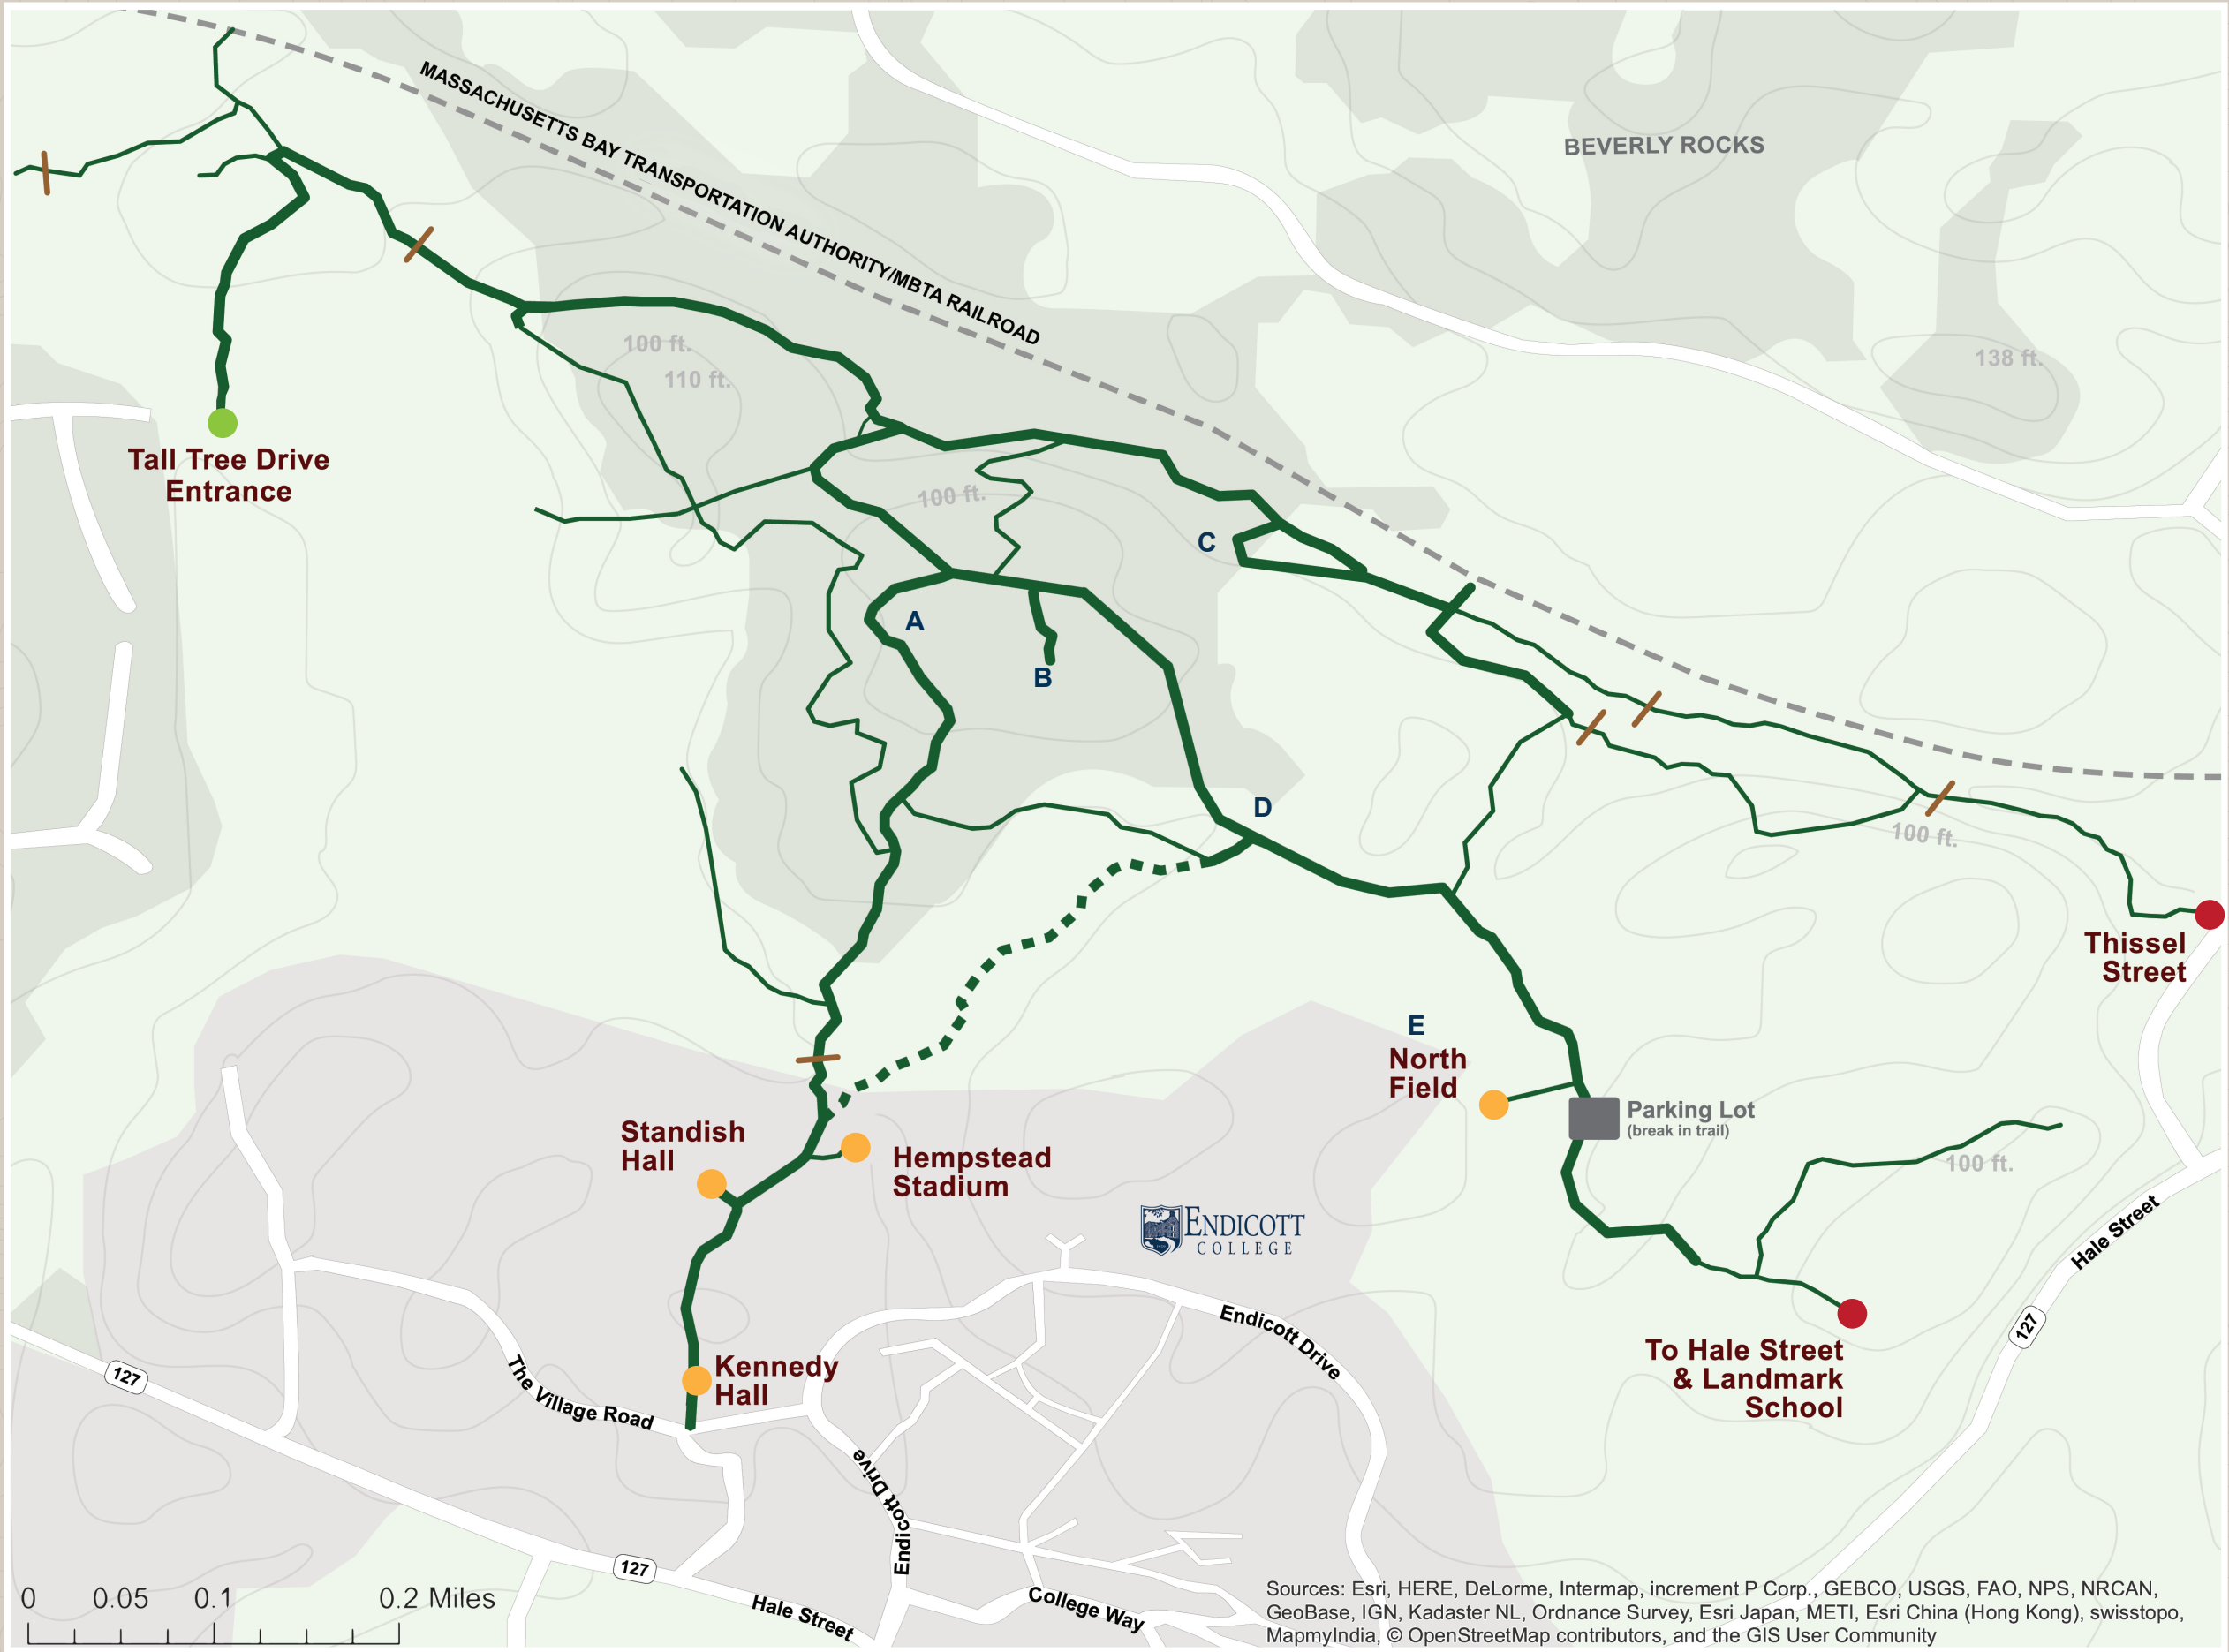 MASSACHUSETTS BAY TRANSPORTATION AUTHORITY/MBTA RAILROAD
BEVERLY ROCKS
100 ft.
110 ft.
138 ft.
Tall Tree Drive
Entrance
100 ft.
C
A
B
D
100 ft.
Thissel
Street
E
North
Field
Parking Lot
(break in trail)
Standish
Hall
Hempstead
Stadium
100 ft.
ENDICOTT
COLLEGE
Hale Street
127
Endicott Drive
To Hale Street
& Landmark
School
Kennedy
Hall
127
The Village Road
Endicott Drive
127
Hale Street
College Way
0 0.05 0.1 0.2 Miles
Sources: Esri, HERE, DeLorme, Intermap, increment P Corp., GEBCO, USGS, FAO, NPS, NRCAN,
GeoBase, IGN, Kadaster NL, Ordnance Survey, Esri Japan, METI, Esri China (Hong Kong), swisstopo,
MapmyIndia, © OpenStreetMap contributors, and the GIS User Community